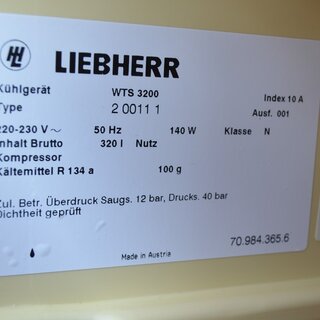 LIEBHERR
Kühlgerät WTS 3200 Index 10 A
Type 2 0011 1 Ausf. 001
220-230 V ~ 50 Hz 140 W Klasse N
Inhalt Brutto 320 l Nutz
Kompressor
Kältemittel R 134 a 100 g
Zul. Betr. Überdruck Saugs. 12 bar, Drucks. 40 bar
Dichtheit geprüft
70.984.365.6
Made in Austria